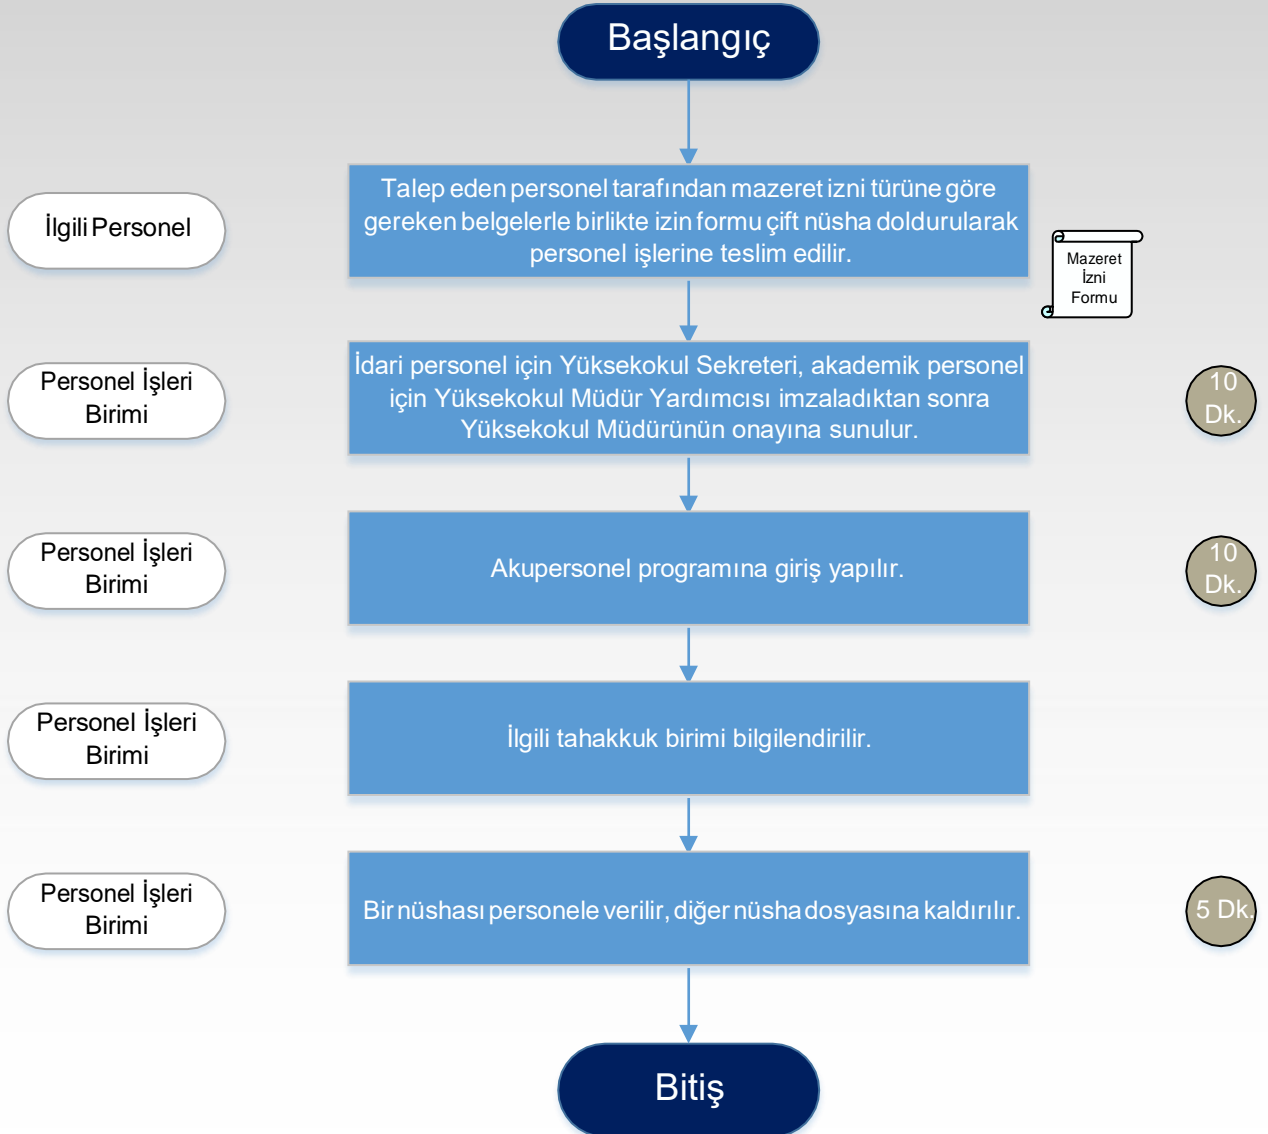 Başlangıç
İlgili Personel
Talep eden personel tarafından mazeret izni türüne göre
gereken belgelerle birlikte izin formu çift nüsha doldurularak
personel işlerine teslim edilir.
Mazeret
İzni
Formu
Personel İşleri
Birimi
İdari personel için Yüksekokul Sekreteri, akademik personel
için Yüksekokul Müdür Yardımcısı imzaladıktan sonra
Yüksekokul Müdürünün onayına sunulur.
10
Dk.
Personel İşleri
Birimi
Akupersonel programına giriş yapılır.
10
Dk.
Personel İşleri
Birimi
İlgili tahakkuk birimi bilgilendirilir.
Personel İşleri
Birimi
Bir nüshası personele verilir, diğer nüsha dosyasına kaldırılır.
5 Dk.
Bitiş